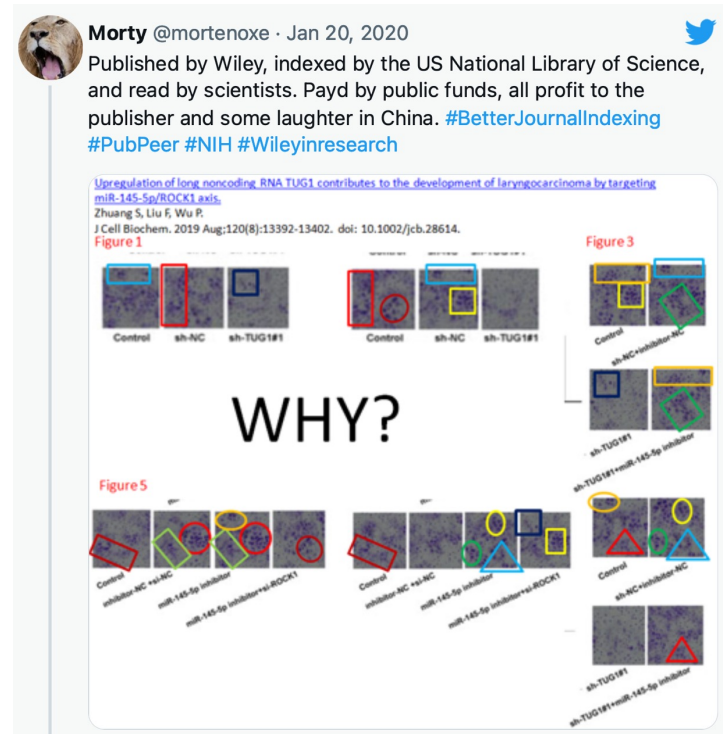 Morty @mortenoxe · Jan 20, 2020
Published by Wiley, indexed by the US National Library of Science,
and read by scientists. Payd by public funds, all profit to the
publisher and some laughter in China. #BetterJournalIndexing
#PubPeer #NIH #Wileyinresearch
Upregulation of long noncoding RNA TUG1 contributes to the development of laryngocarcinoma by targeting
miR-145-5p/ROCK1 axis.
Zhuang S, Liu F, Wu P.
J Cell Biochem. 2019 Aug;120(8):13392-13402. doi: 10.1002/jcb.28614.
Figure 1
Figure 3
Control sh-NC sh-TUG1#1
Control sh-NC sh-TUG1#1
Control
sh-NC+inhibitor-NC
WHY?
sh-TUG1#1
sh-TUG1#1+miR-145-5p inhibitor
Figure 5
Control
inhibitor-NC +si-NC
miR-145-5p inhibitor
miR-145-5p inhibitor+si-ROCK1
Control
inhibitor-NC +si-NC
miR-145-5p inhibitor
miR-145-5p inhibitor+si-ROCK1
Control
sh-NC+inhibitor-NC
sh-TUG1#1
sh-TUG1#1+miR-145-5p inhibitor